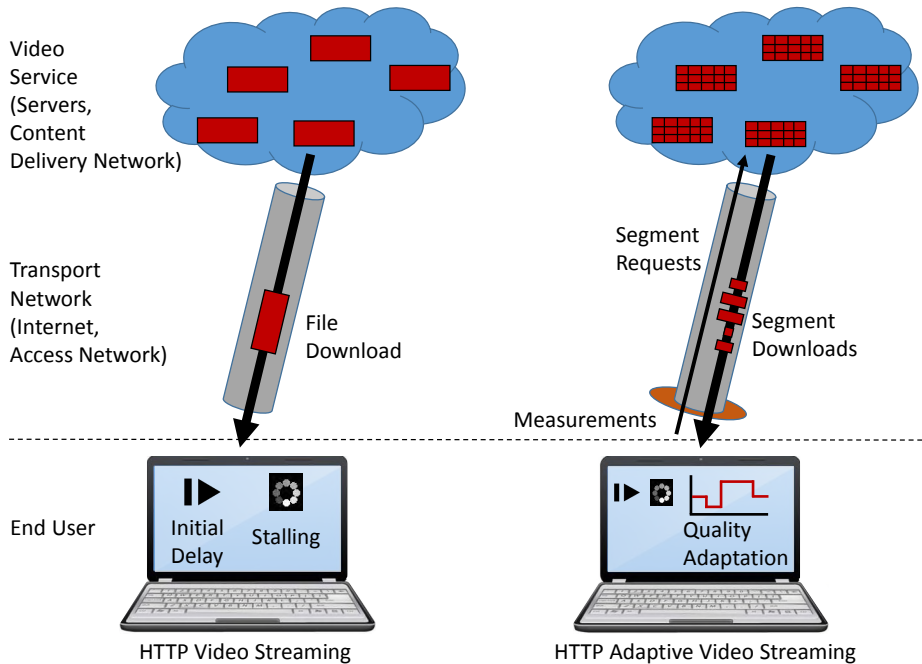 Video
Service
(Servers,
Content
Delivery Network)
Transport
Network
(Internet,
Access Network)
File
Download
Segment
Requests
Segment
Downloads
Measurements
End User
Initial
Delay
Stalling
Quality
Adaptation
HTTP Video Streaming
HTTP Adaptive Video Streaming